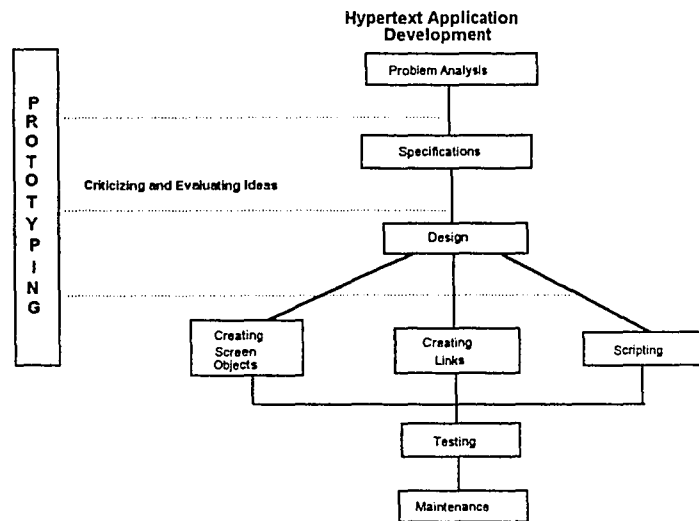 Hypertext Application
Development
Problem Analysis
PROTOTYPING
Specifications
Criticizing and Evaluating Ideas
Design
Creating
Screen
Objects
Creating
Links
Scripting
Testing
Maintenance